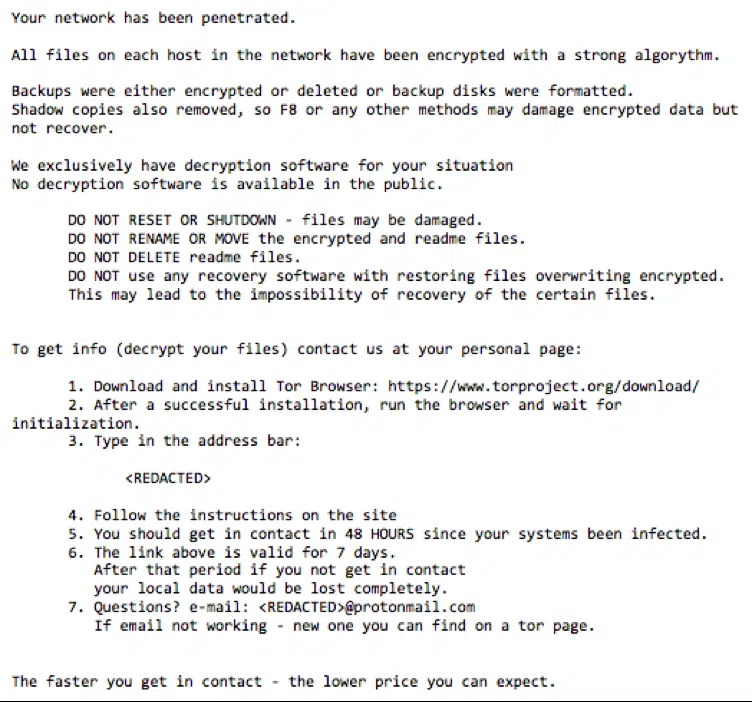 Your network has been penetrated.
All files on each host in the network have been encrypted with a strong algorythm.
Backups were either encrypted or deleted or backup disks were formatted.
Shadow copies also removed, so F8 or any other methods may damage encrypted data but
not recover.
We exclusively have decryption software for your situation
No decryption software is available in the public.
DO NOT RESET OR SHUTDOWN - files may be damaged.
DO NOT RENAME OR MOVE the encrypted and readme files.
DO NOT DELETE readme files.
DO NOT use any recovery software with restoring files overwriting encrypted.
This may lead to the impossibility of recovery of the certain files.
To get info (decrypt your files) contact us at your personal page:
1. Download and install Tor Browser: https://www.torproject.org/download/
2. After a successful installation, run the browser and wait for
initialization.
3. Type in the address bar:
<REDACTED>
4. Follow the instructions on the site
5. You should get in contact in 48 HOURS since your systems been infected.
6. The link above is valid for 7 days.
After that period if you not get in contact
your local data would be lost completely.
7. Questions? e-mail: <REDACTED>@protonmail.com
If email not working - new one you can find on a tor page.
The faster you get in contact - the lower price you can expect.